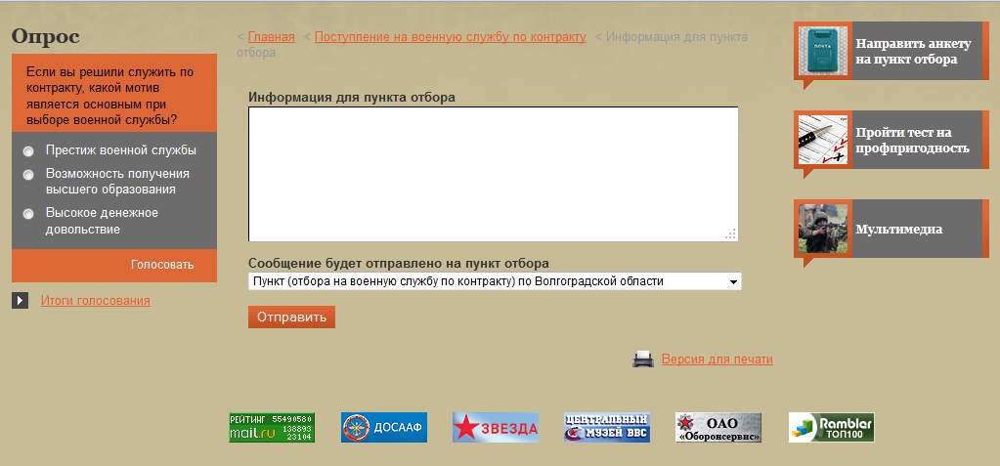 Опрос
Если вы решили служить по
контракту, какой мотив
является основным при
выборе военной службы?
Престиж военной службы
Возможность получения
высшего образования
Высокое денежное
довольствие
Голосовать
Итоги голосования
< Главная < Поступление на военную службу по контракту < Информация для пункта
отбора
Информация для пункта отбора
Сообщение будет отправлено на пункт отбора
Пункт (отбора на военную службу по контракту) по Волгоградской области
Отправить
Версия для печати
ПОЧТА
Направить анкету
на пункт отбора
Пройти тест на
профпригодность
Мультимедиа
РЕЙТИНГ 55490580
mail.ru 138893
23104
ДОСААФ
ЗВЕЗДА
ЦЕНТРАЛЬНЫЙ
МУЗЕЙ ВВС
ОАО
«Оборонсервис»
Rambler
ТОП100